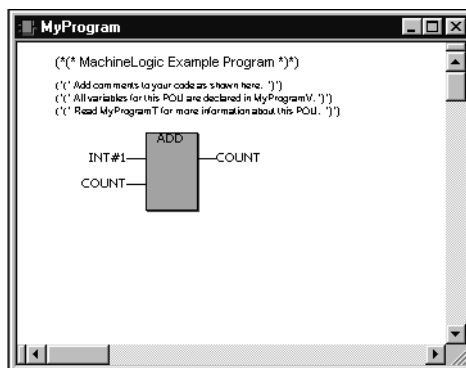 MyProgram
(*(* MachineLogic Example Program *)*)
(*(* Add comments to your code as shown here. *)*)
(*(* All variables for this POU are declared in MyProgramV. *)*)
(*(* Read MyProgramT for more information about this POU. *)*)
ADD
INT#1 COUNT
COUNT